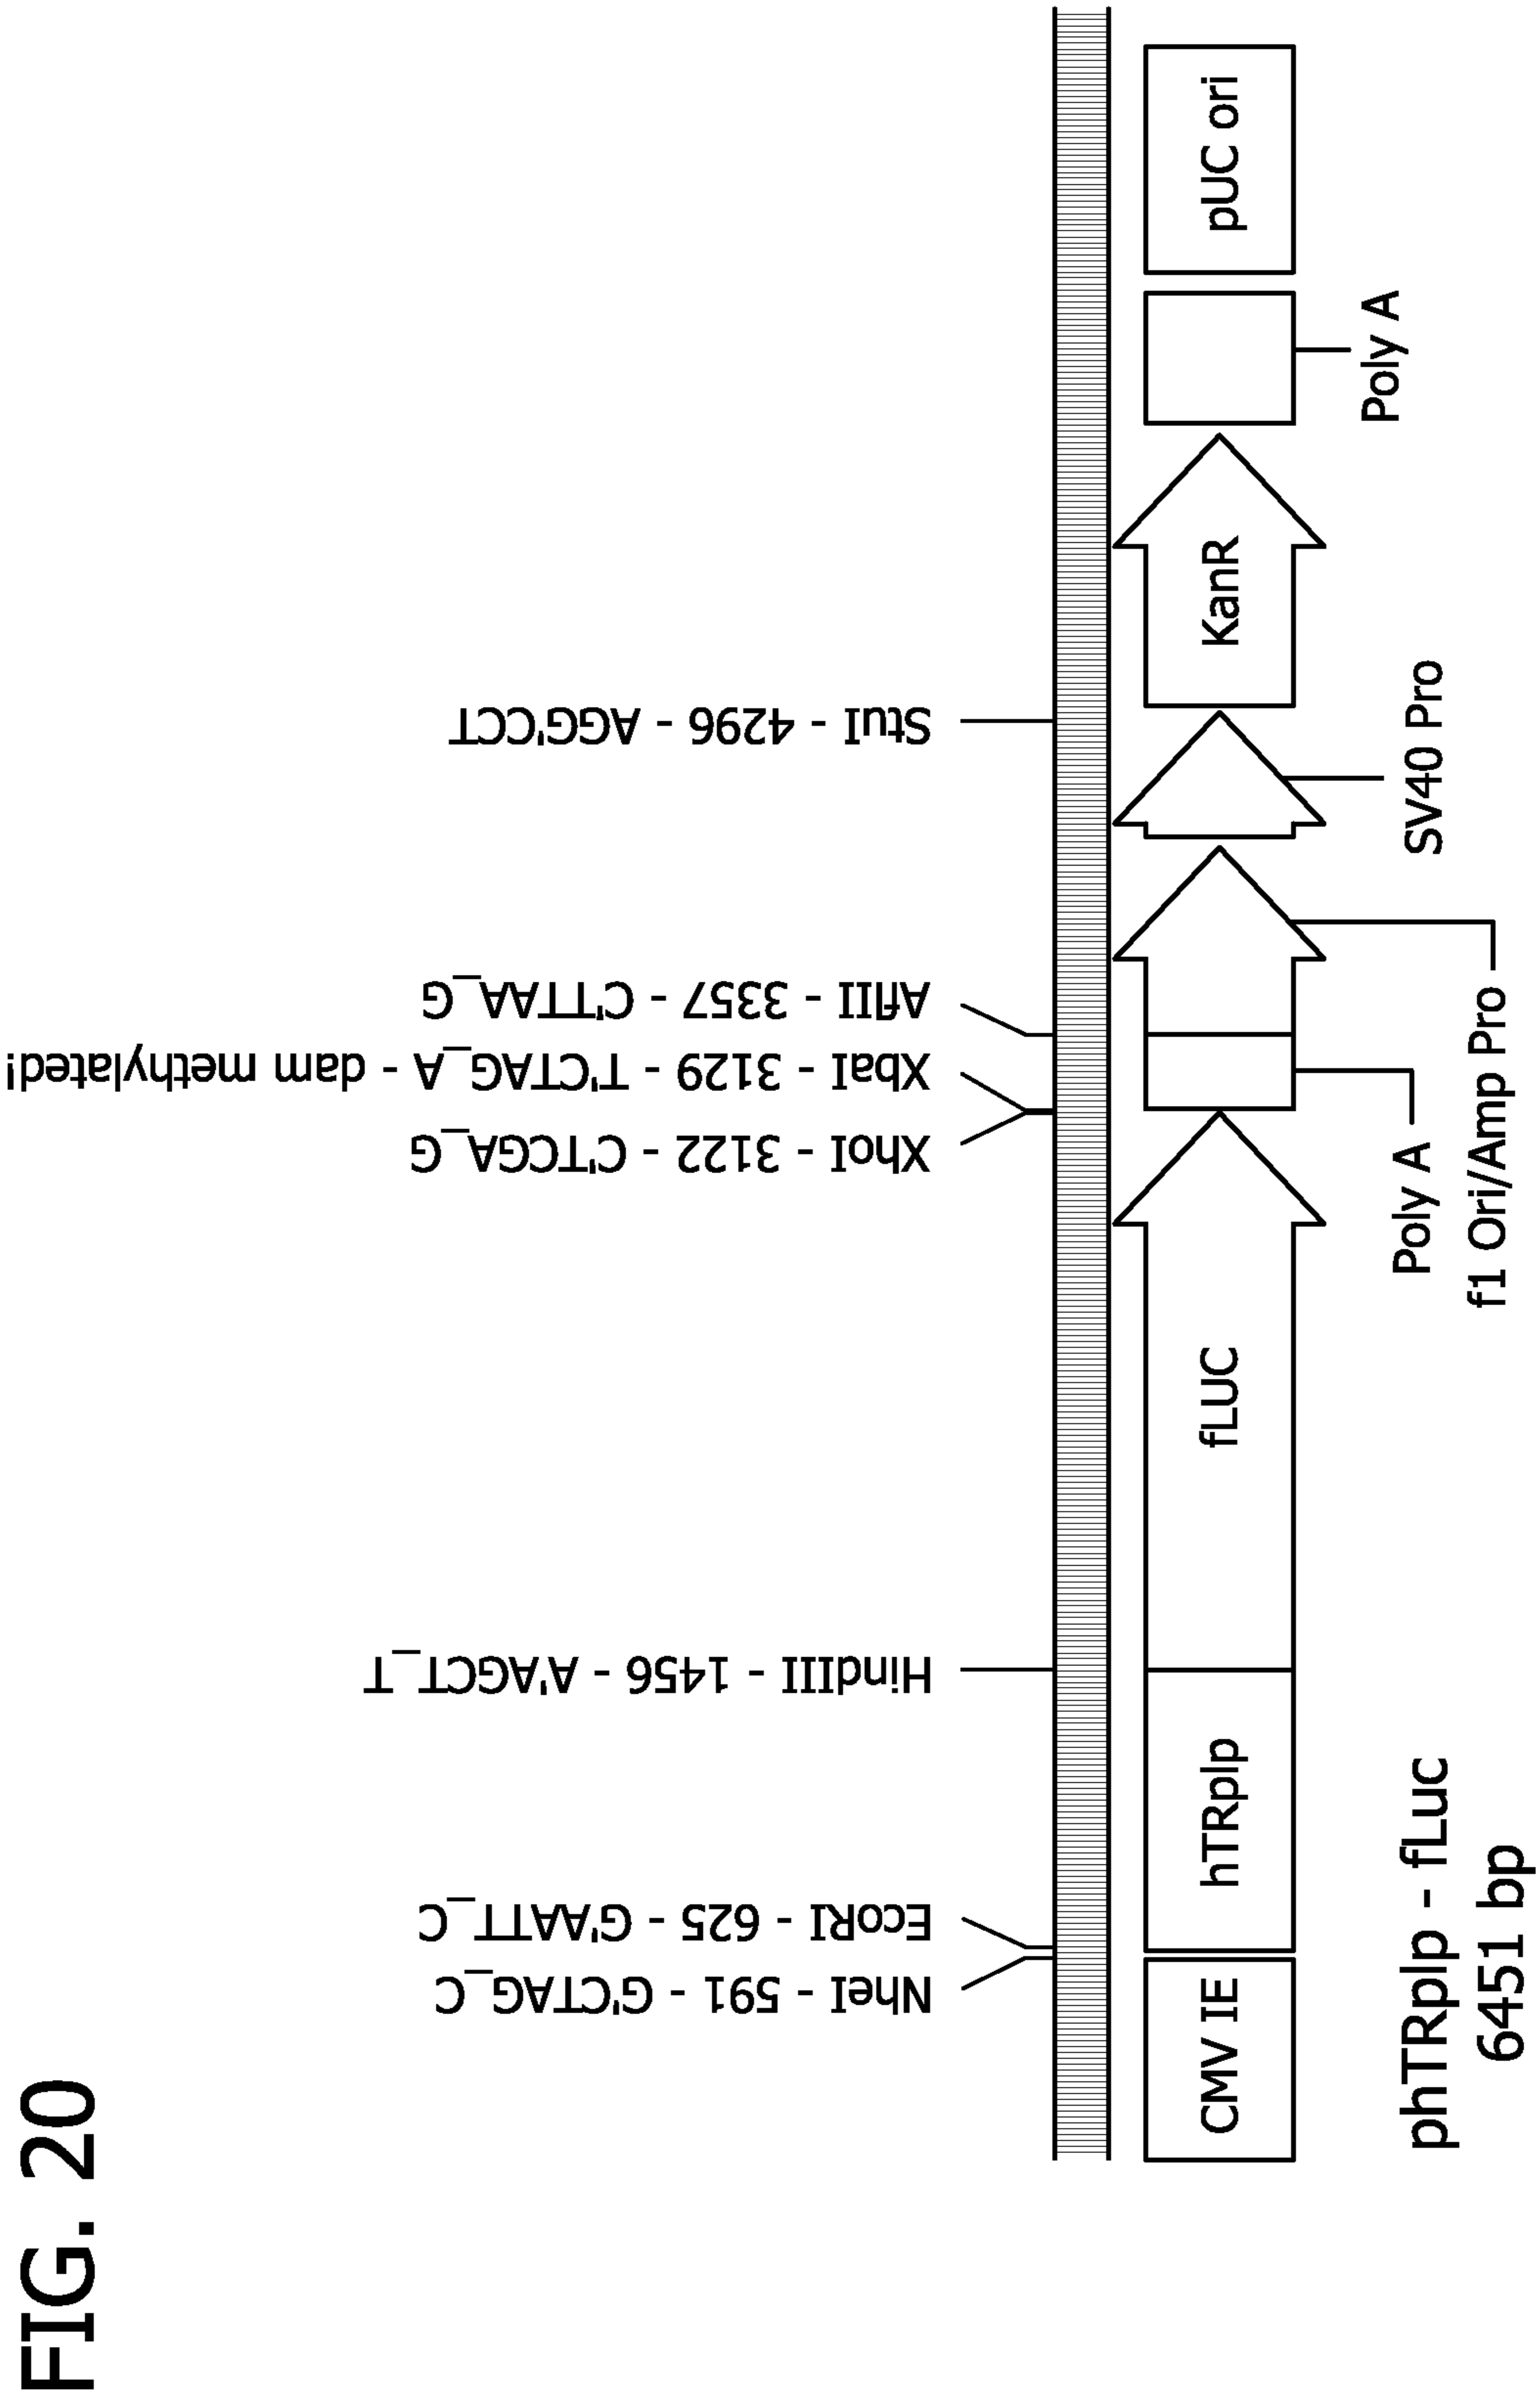 FIG. 20
NheI - 591 - G'CTAG_C
EcoRI - 625 - G'AATT_C
HindIII - 1456 - A'AGCT_T
XhoI - 3122 - C'TCGA_G
XbaI - 3129 - T'CTAG_A - dam methylated!
AflII - 3357 - C'TTAA_G
StuI - 4296 - AGG'CCT
CMV IE
hTRplp
fLUC
KanR
pUC ori
Poly A
f1 Ori/Amp Pro
SV40 Pro
Poly A
phTRplp - fLuc
6451 bp